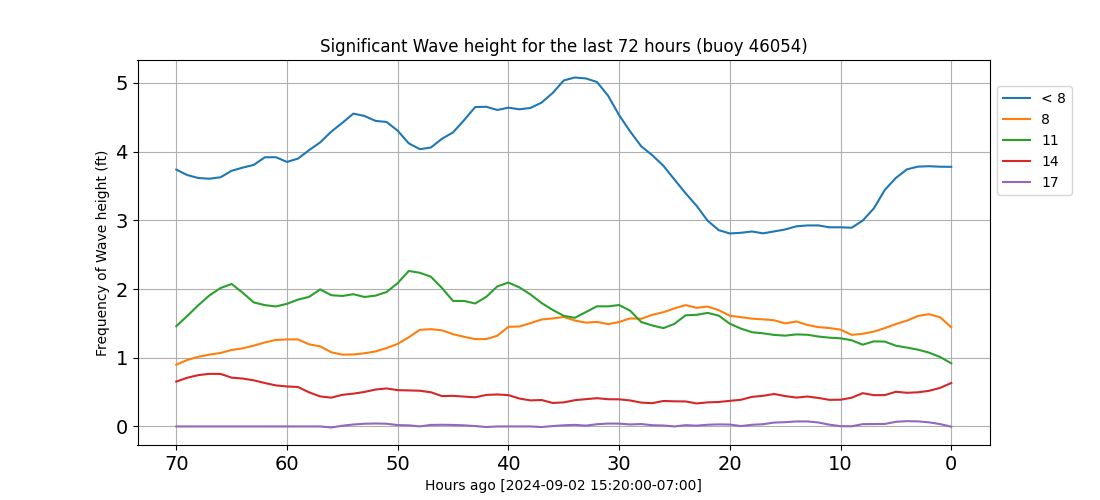 Significant Wave height for the last 72 hours (buoy 46054)
Frequency of Wave height (ft)
5
4
3
2
1
0
70 60 50 40 30 20 10 0
Hours ago [2024-09-02 15:20:00-07:00]
< 8
8
11
14
17